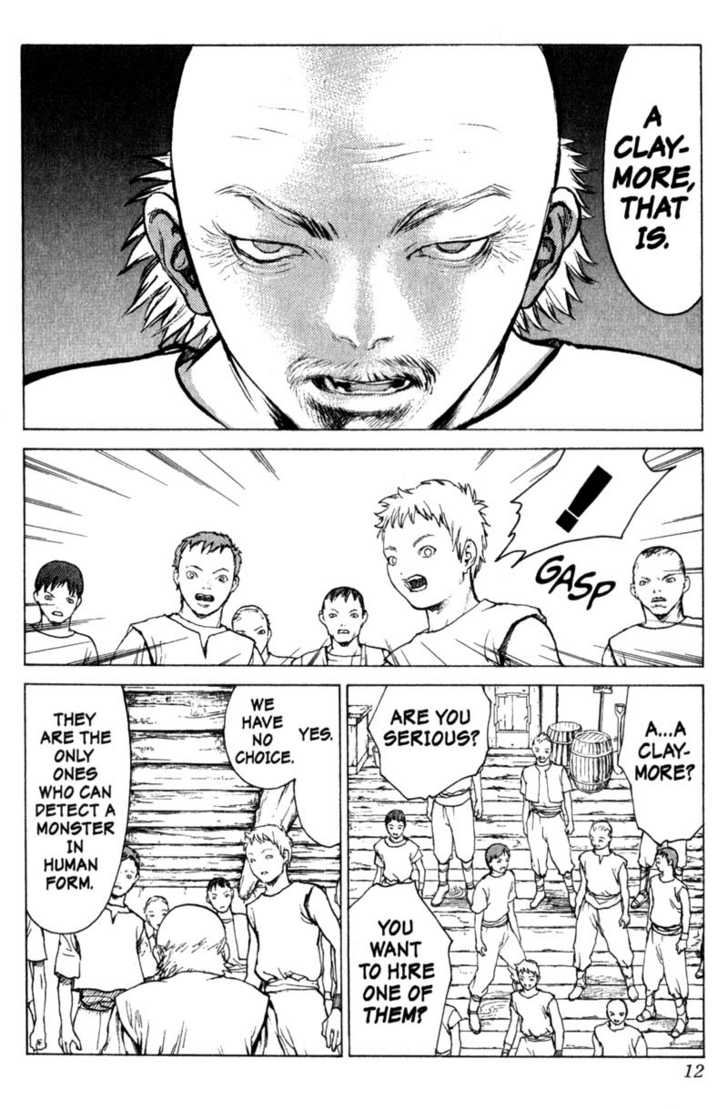 A
CLAY-
MORE,
THAT
IS.
!
GASP
A...A
CLAY-
MORE?
ARE YOU
SERIOUS?
YOU
WANT
TO HIRE
ONE OF
THEM?
YES.
WE
HAVE
NO
CHOICE.
THEY
ARE THE
ONLY
ONES
WHO CAN
DETECT A
MONSTER
IN
HUMAN
FORM.
12